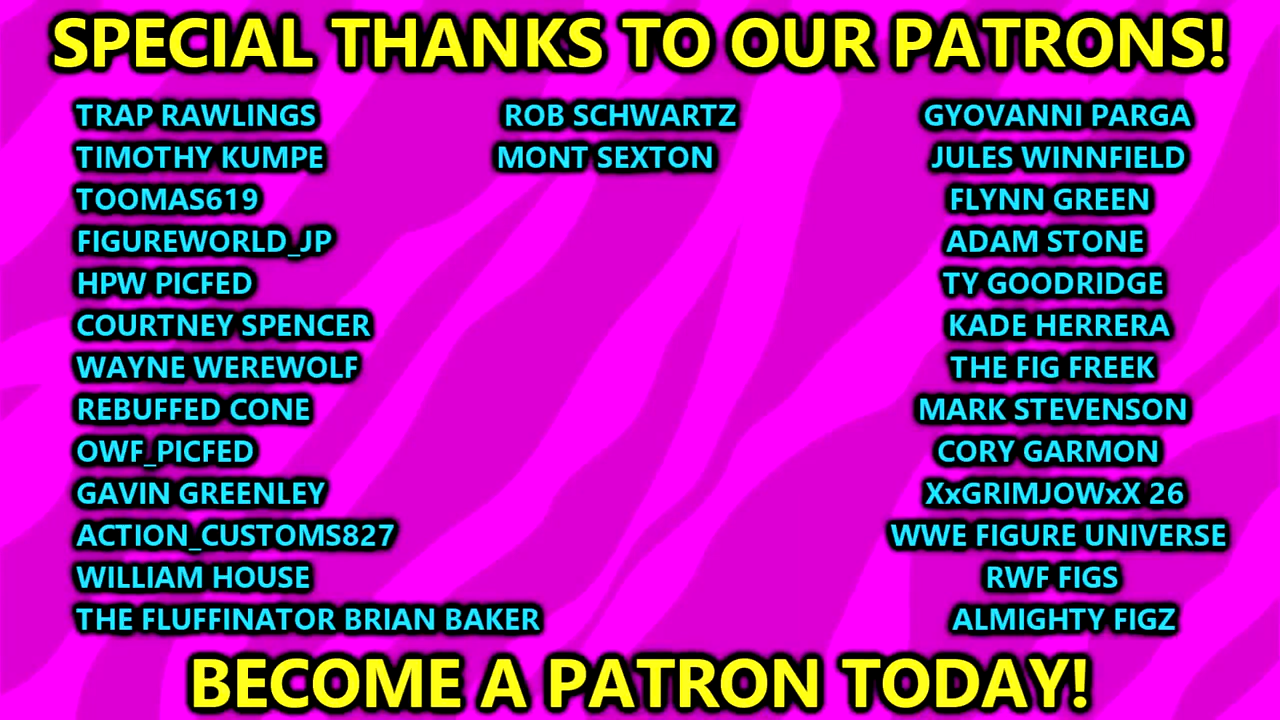 SPECIAL THANKS TO OUR PATRONS!
TRAP RAWLINGS
TIMOTHY KUMPE
TOOMAS619
FIGUREWORLD_JP
HPW PICFED
COURTNEY SPENCER
WAYNE WEREWOLF
REBUFFED CONE
OWF_PICFED
GAVIN GREENLEY
ACTION_CUSTOMS827
WILLIAM HOUSE
THE FLUFFINATOR BRIAN BAKER
ROB SCHWARTZ
MONT SEXTON
GYOVANNI PARGA
JULES WINNFIELD
FLYNN GREEN
ADAM STONE
TY GOODRIDGE
KADE HERRERA
THE FIG FREEK
MARK STEVENSON
CORY GARMON
XxGRIMJOWxX 26
WWE FIGURE UNIVERSE
RWF FIGS
ALMIGHTY FIGZ
BECOME A PATRON TODAY!